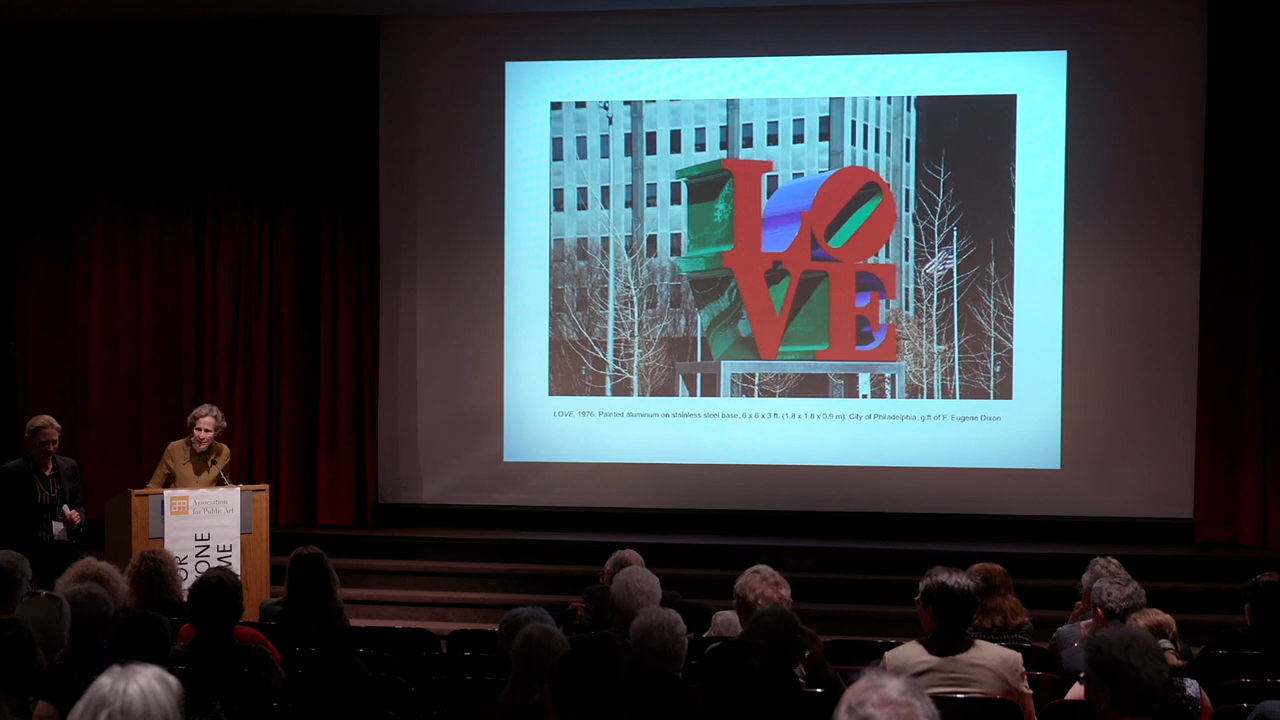 LOVE
LOVE, 1976. Painted aluminum on stainless steel base, 6 x 6 x 3 ft. (1.8 x 1.8 x 0.9 m). City of Philadelphia; gift of F. Eugene Dixon
Association
for Public Art
OR
ONE
ME